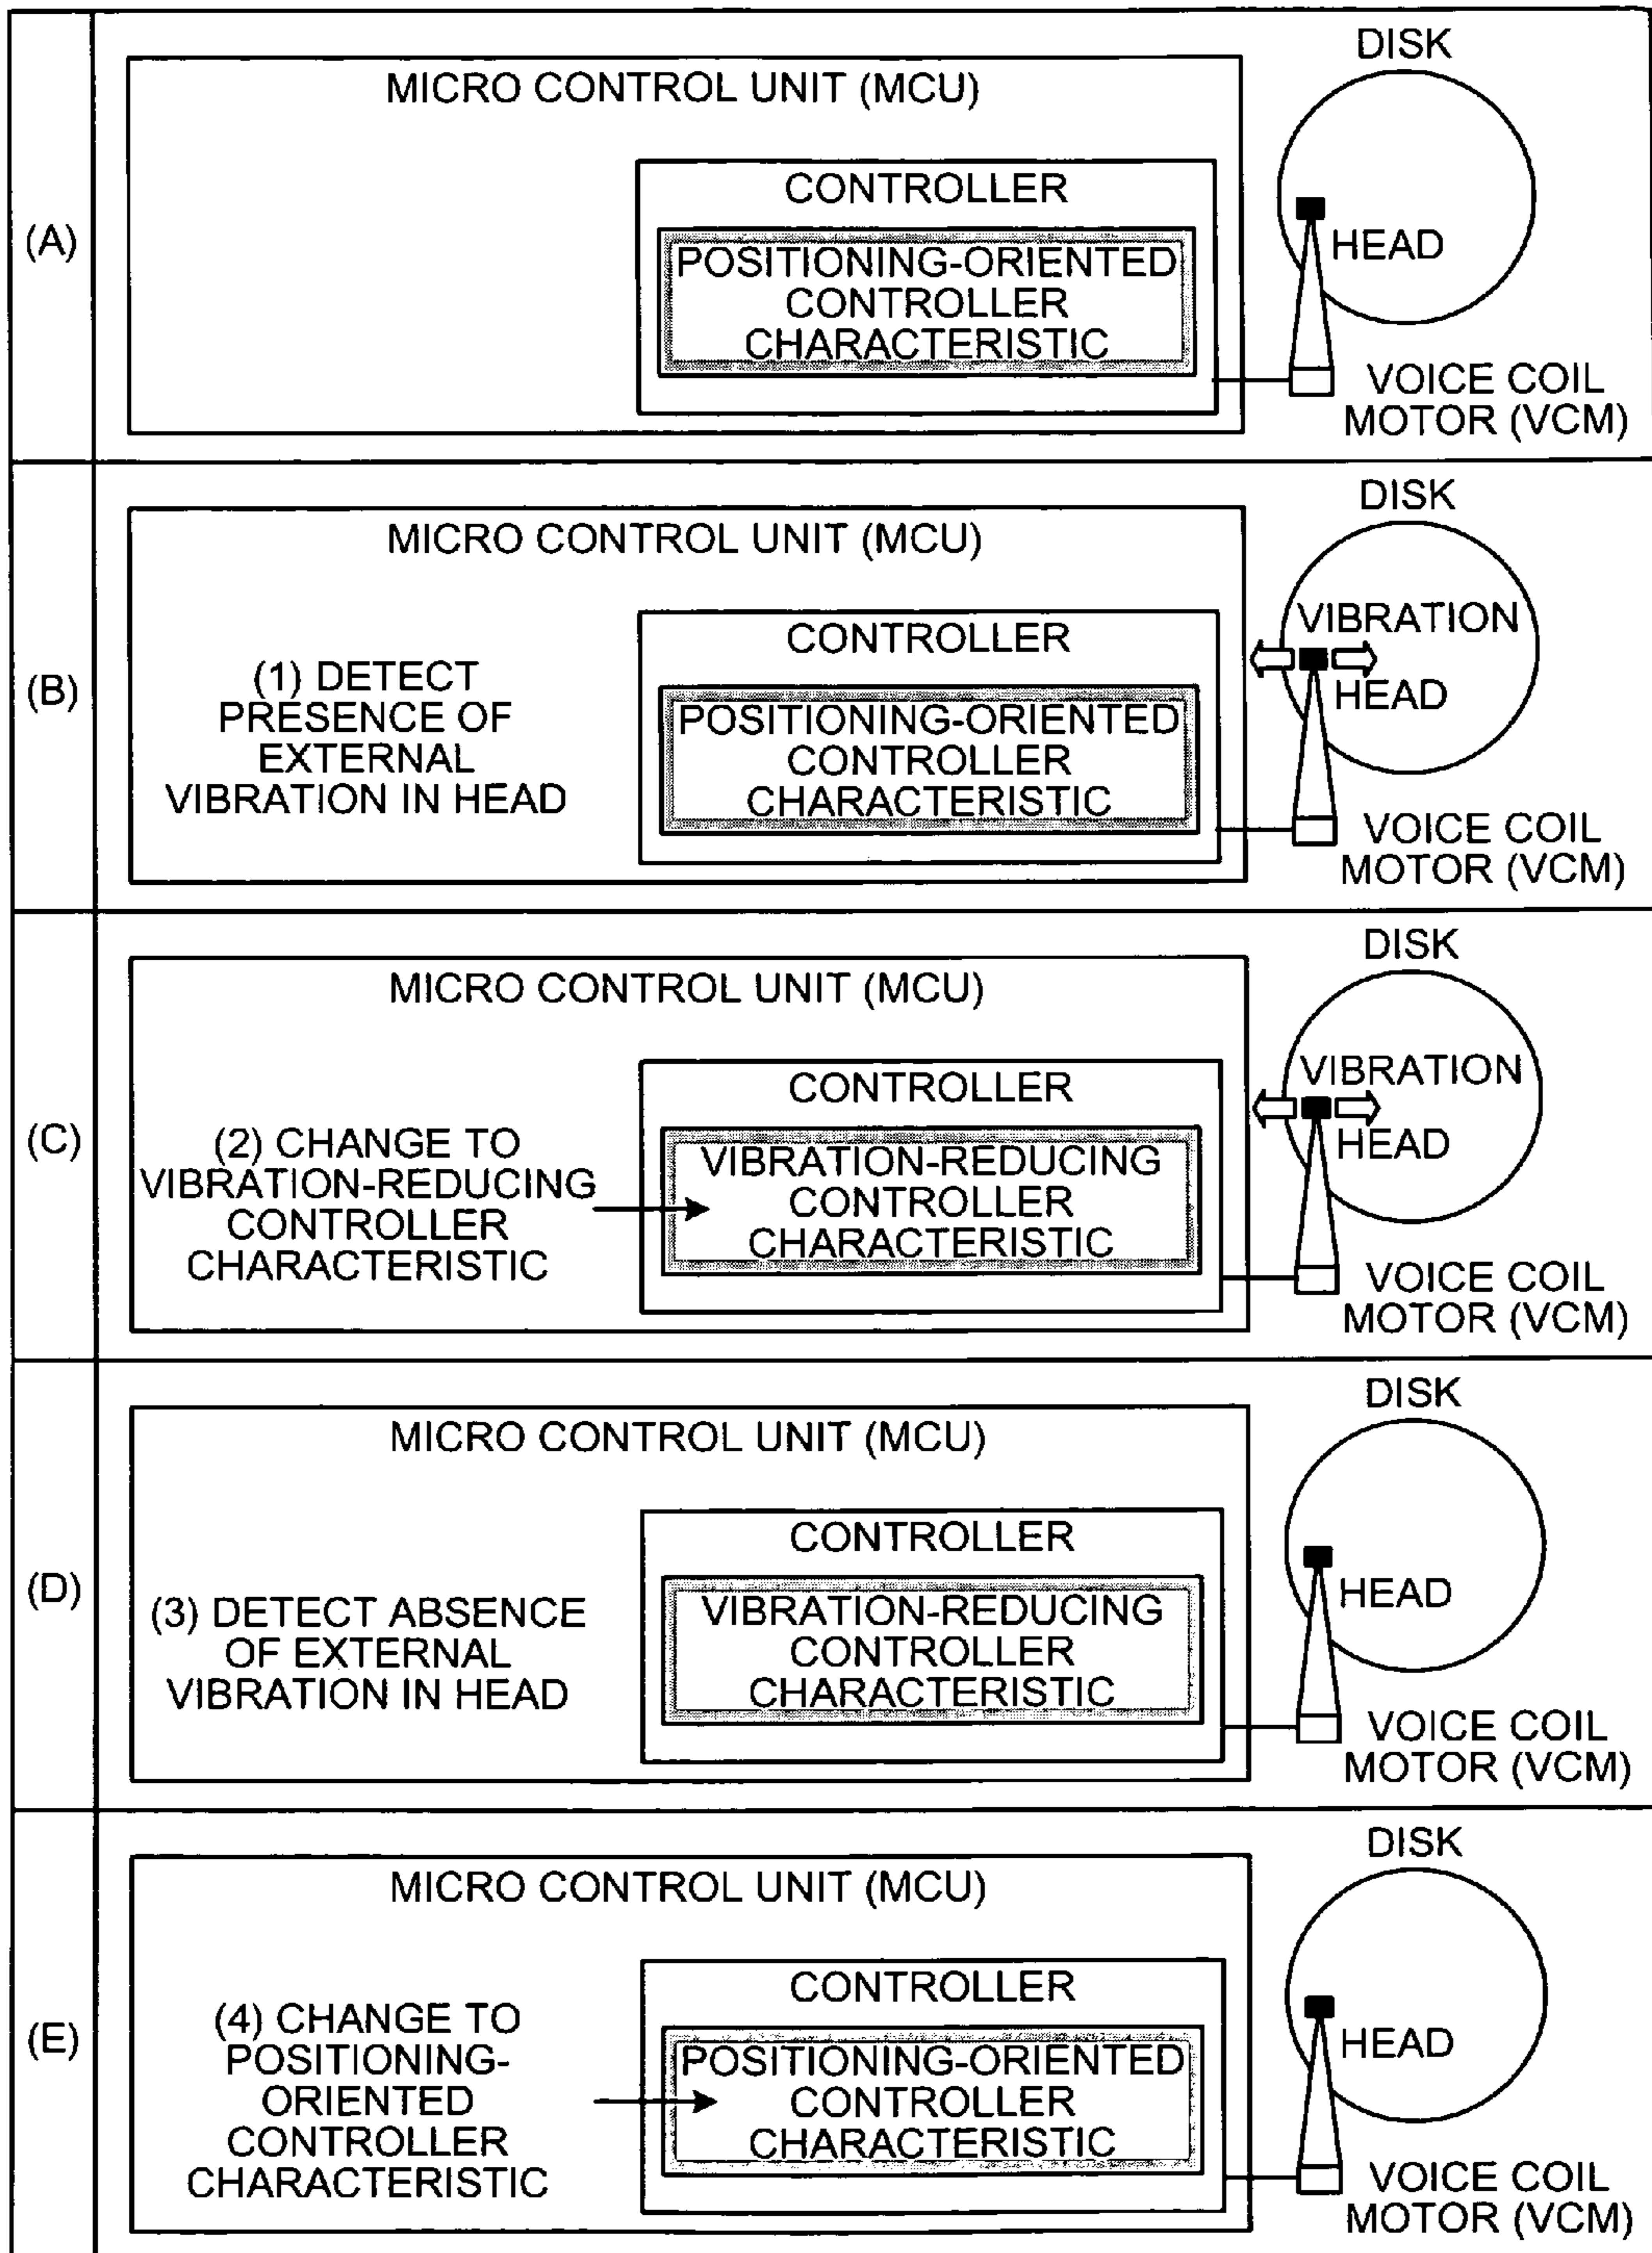 (A)
MICRO CONTROL UNIT (MCU)
CONTROLLER
POSITIONING-ORIENTED
CONTROLLER
CHARACTERISTIC
DISK
HEAD
VOICE COIL
MOTOR (VCM)
(B)
MICRO CONTROL UNIT (MCU)
(1) DETECT
PRESENCE OF
EXTERNAL
VIBRATION IN HEAD
CONTROLLER
POSITIONING-ORIENTED
CONTROLLER
CHARACTERISTIC
DISK
VIBRATION
HEAD
VOICE COIL
MOTOR (VCM)
(C)
MICRO CONTROL UNIT (MCU)
(2) CHANGE TO
VIBRATION-REDUCING
CONTROLLER
CHARACTERISTIC
CONTROLLER
VIBRATION-REDUCING
CONTROLLER
CHARACTERISTIC
DISK
VIBRATION
HEAD
VOICE COIL
MOTOR (VCM)
(D)
MICRO CONTROL UNIT (MCU)
(3) DETECT ABSENCE
OF EXTERNAL
VIBRATION IN HEAD
CONTROLLER
VIBRATION-REDUCING
CONTROLLER
CHARACTERISTIC
DISK
HEAD
VOICE COIL
MOTOR (VCM)
(E)
MICRO CONTROL UNIT (MCU)
(4) CHANGE TO
POSITIONING-
ORIENTED
CONTROLLER
CHARACTERISTIC
CONTROLLER
POSITIONING-ORIENTED
CONTROLLER
CHARACTERISTIC
DISK
HEAD
VOICE COIL
MOTOR (VCM)